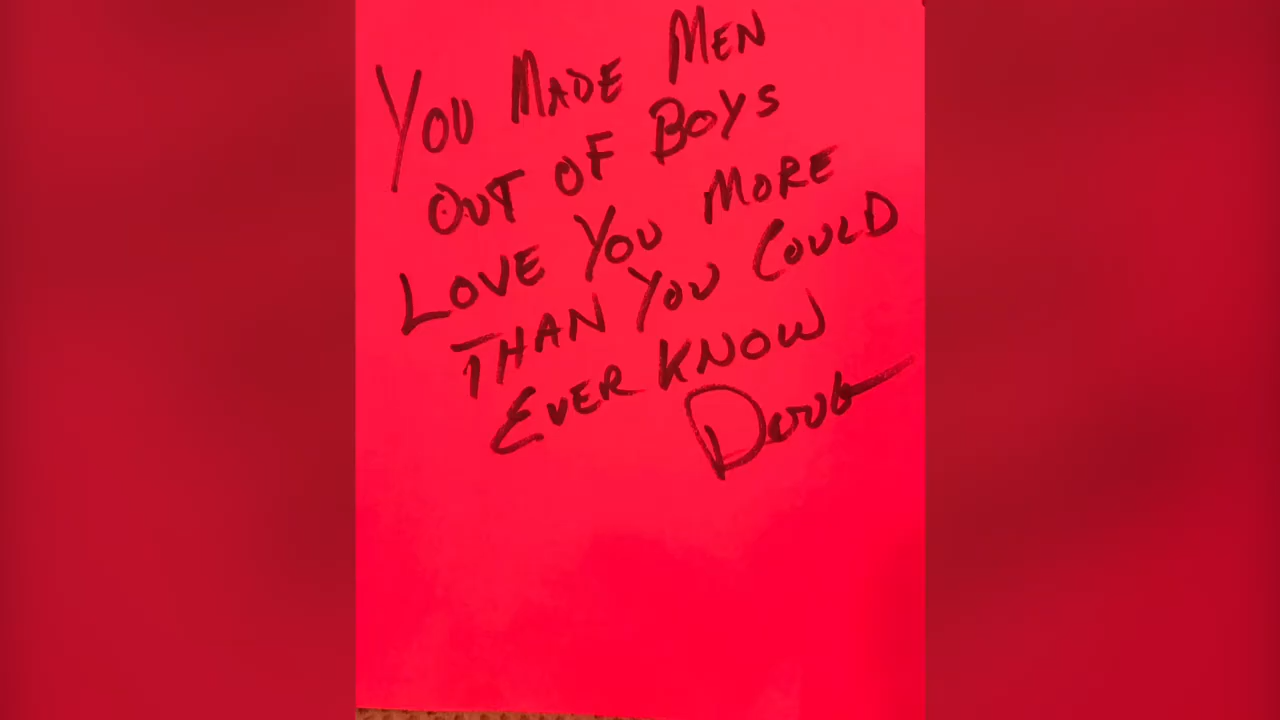 YOU MADE MEN
OUT OF BOYS
LOVE YOU MORE
THAN YOU COULD
EVER KNOW
DOUG